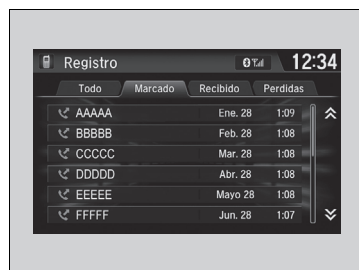 Registro 12:34
Todo Marcado Recibido Perdidas
AAAAA Ene. 28 1:09
BBBBB Feb. 28 1:08
CCCCC Mar. 28 1:08
DDDDD Abr. 28 1:08
EEEEE Mayo 28 1:08
FFFFF Jun. 28 1:07